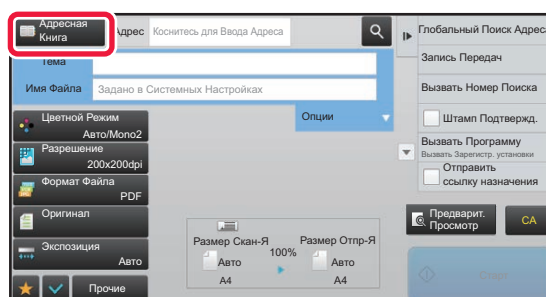 Адресная
Книга
Адрес
Коснитесь для Ввода Адреса
Тема
Имя Файла
Задано в Системных Настройках
Опции
Цветной Режим
Авто/Mono2
Разрешение
200x200dpi
Формат Файла
PDF
Оригинал
Экспозиция
Авто
Прочие
Размер Скан-Я
100%
Размер Отпр-Я
Авто
Авто
A4
A4
Глобальный Поиск Адреса
Запись Передач
Вызвать Номер Поиска
Штамп Подтвержд.
Вызвать Программу
Вызвать Зарегистр. установки
Отправить
ссылку назначения
Предварит.
Просмотр
CA
Старт